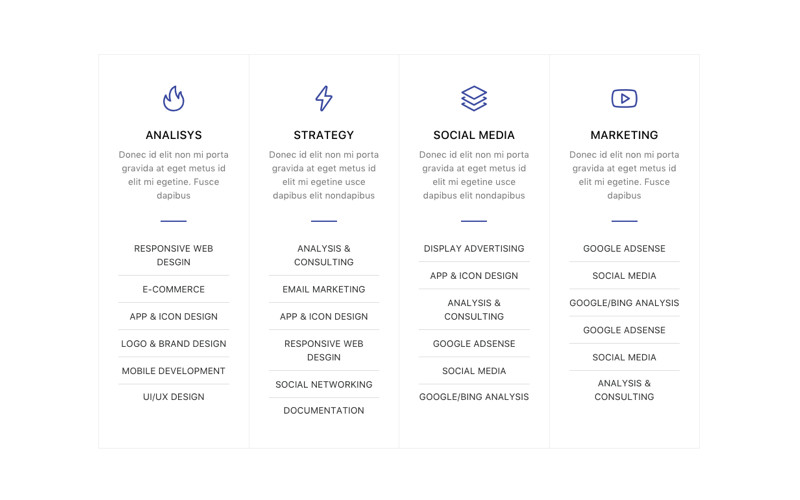 ANALISYS
Donec id elit non mi porta
gravida at eget metus id
elit mi egetine. Fusce
dapibus
RESPONSIVE WEB
DESGIN
E-COMMERCE
APP & ICON DESIGN
LOGO & BRAND DESIGN
MOBILE DEVELOPMENT
UI/UX DESIGN
STRATEGY
Donec id elit non mi porta
gravida at eget metus id
elit mi egetine usce
dapibus elit nondapibus
ANALYSIS &
CONSULTING
EMAIL MARKETING
APP & ICON DESIGN
RESPONSIVE WEB
DESGIN
SOCIAL NETWORKING
DOCUMENTATION
SOCIAL MEDIA
Donec id elit non mi porta
gravida at eget metus id
elit mi egetine usce
dapibus elit nondapibus
DISPLAY ADVERTISING
APP & ICON DESIGN
ANALYSIS &
CONSULTING
GOOGLE ADSENSE
SOCIAL MEDIA
GOOGLE/BING ANALYSIS
MARKETING
Donec id elit non mi porta
gravida at eget metus id
elit mi egetine. Fusce
dapibus
GOOGLE ADSENSE
SOCIAL MEDIA
GOOGLE/BING ANALYSIS
GOOGLE ADSENSE
SOCIAL MEDIA
ANALYSIS &
CONSULTING